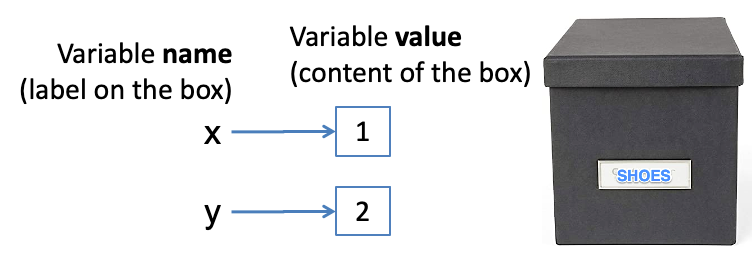 Variable name
(label on the box)
Variable value
(content of the box)
x
1
y
2
SHOES